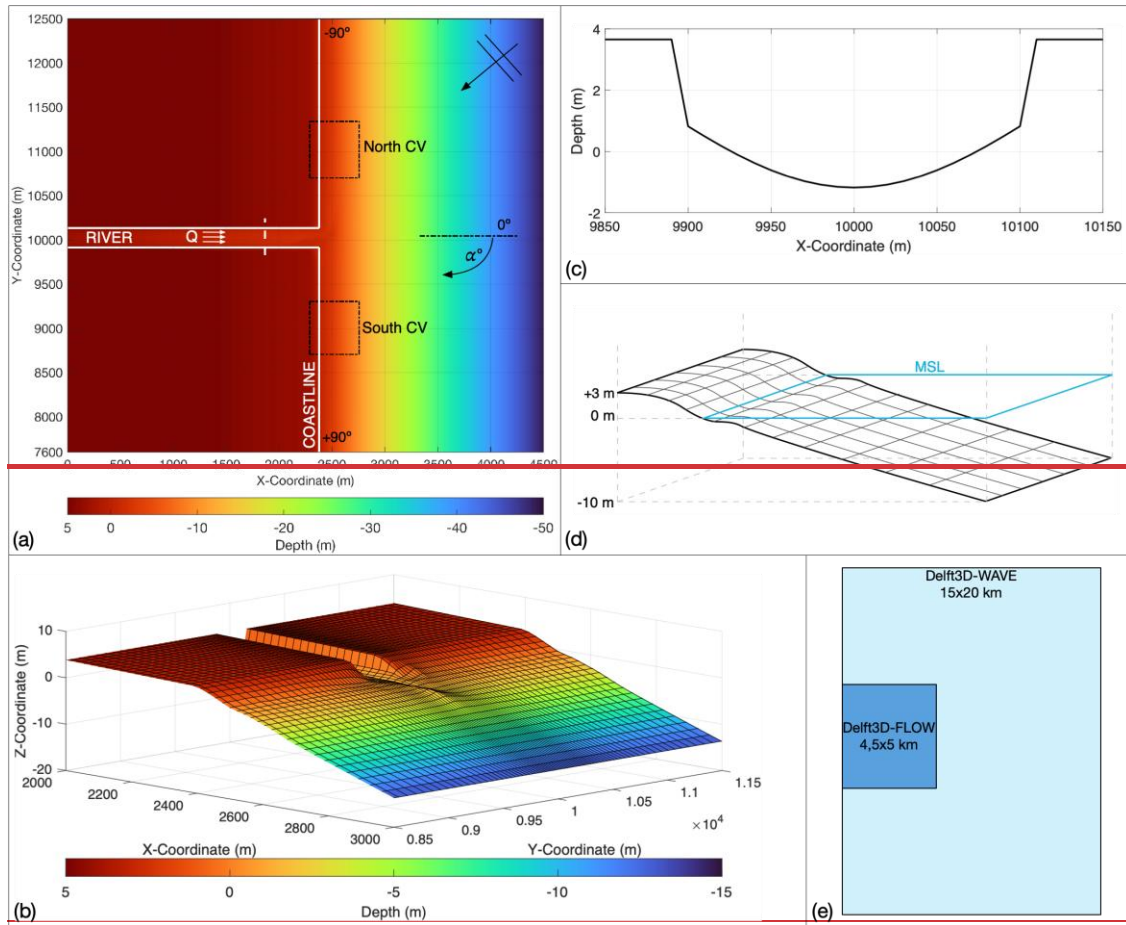 12500
12000
11500
11000
10500
10000
9500
9000
8500
8000
7600
Y-Coordinate (m)
-90º
North CV
RIVER
Q
0º
α°
South CV
COASTLINE
+90º
0
500
1000
1500
2000
2500
3000
3500
4000
4500
X-Coordinate (m)
5
0
-10
-20
-30
-40
-50
Depth (m)
(a)
4
2
0
-2
Depth (m)
9850
9900
9950
10000
10050
10100
10150
X-Coordinate (m)
(c)
MSL
+3 m
0 m
-10 m
(d)
10
0
-10
-20
Z-Coordinate (m)
2000
2200
2400
2600
2800
3000
0.85
0.9
0.95
1
1.05
1.1
1.15
×10⁴
X-Coordinate (m)
Y-Coordinate (m)
5
0
-5
-10
-15
Depth (m)
(b)
Delft3D-WAVE
15x20 km
Delft3D-FLOW
4,5x5 km
(e)